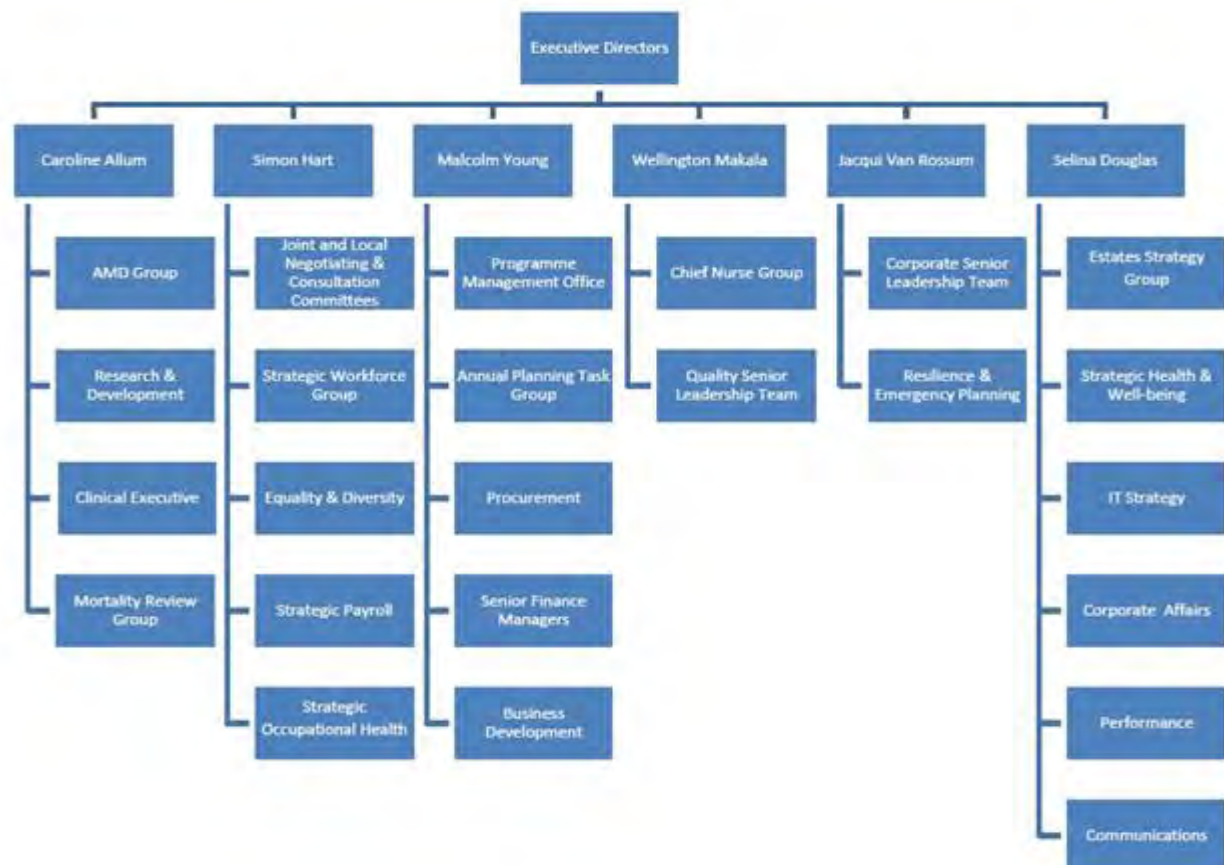 Executive Directors
Caroline Allum
Simon Hart
Malcolm Young
Wellington Makala
Jacqui Van Rossum
Selina Douglas
AMD Group
Research &
Development
Clinical Executive
Mortality Review
Group
Joint and Local
Negotiating &
Consultation
Committees
Strategic Workforce
Group
Equality & Diversity
Strategic Payroll
Strategic
Occupational Health
Programme
Management Office
Annual Planning Task
Group
Procurement
Senior Finance
Managers
Business
Development
Chief Nurse Group
Quality Senior
Leadership Team
Corporate Senior
Leadership Team
Resilience &
Emergency Planning
Estates Strategy
Group
Strategic Health &
Well-being
IT Strategy
Corporate Affairs
Performance
Communications